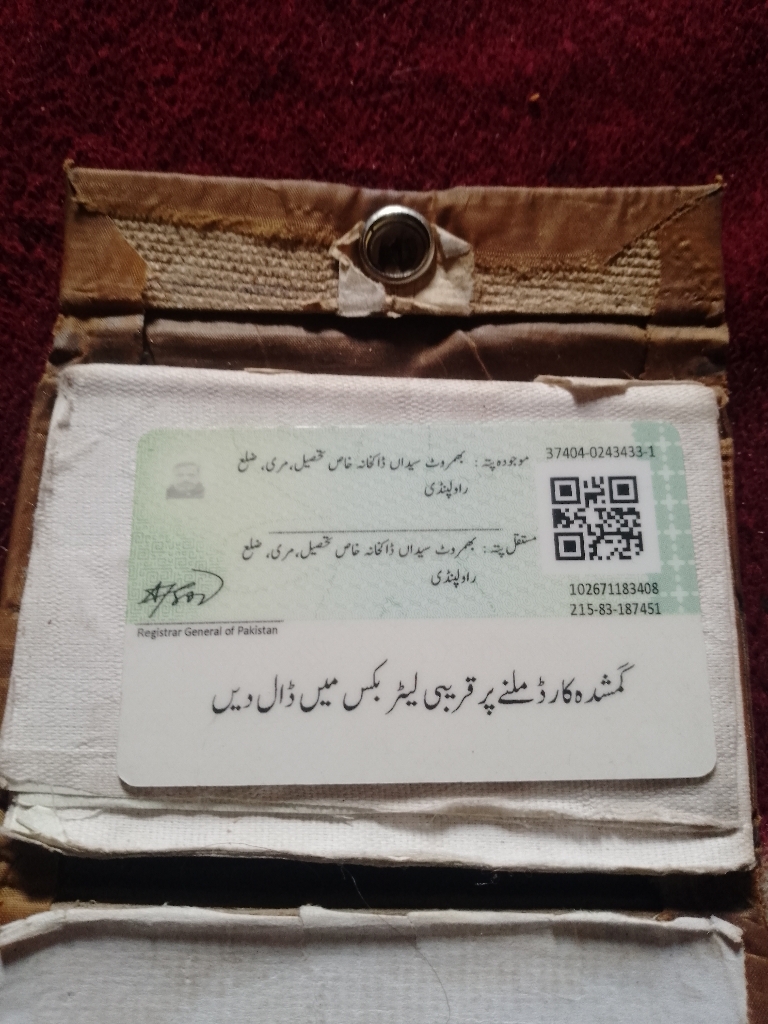 37404-0243433-1
موجودہ پتہ : بھمروٹ سیداں ڈاکخانہ خاص تحصیل، مری، ضلع
راولپنڈی
مستقل پتہ : بھمروٹ سیداں ڈاکخانہ خاص تحصیل، مری، ضلع
راولپنڈی
102671183408
215-83-187451
Registrar General of Pakistan
گمشدہ کارڈ ملنے پر قریبی لیٹر بکس میں ڈال دیں